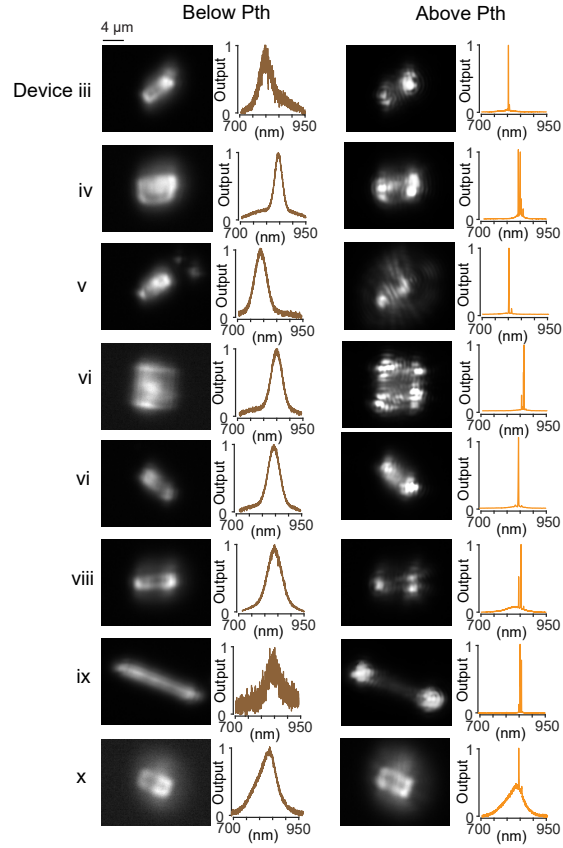 Below Pth Above Pth
4 µm
Device iii Output 1 0 700 (nm) 950 Output 1 0 700 (nm) 950
iv Output 1 0 700 (nm) 950 Output 1 0 700 (nm) 950
v Output 1 0 700 (nm) 950 Output 1 0 700 (nm) 950
vi Output 1 0 700 (nm) 950 Output 1 0 700 (nm) 950
vi Output 1 0 700 (nm) 950 Output 1 0 700 (nm) 950
viii Output 1 0 700 (nm) 950 Output 1 0 700 (nm) 950
ix Output 1 0 700 (nm) 950 Output 1 0 700 (nm) 950
x Output 1 0 700 (nm) 950 Output 1 0 700 (nm) 950